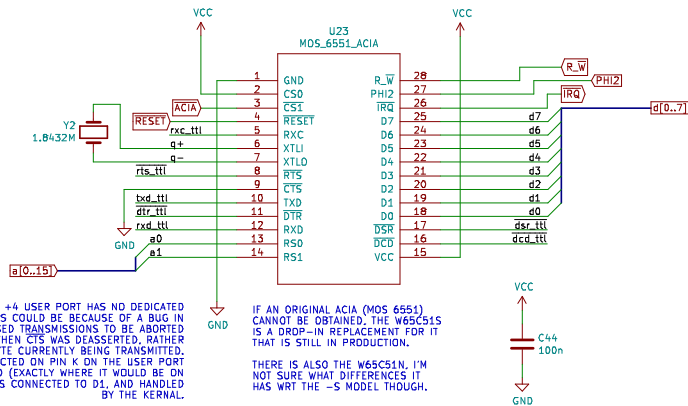 VCC
VCC
U23
MOS_6551_ACIA
1 GND
2 CS0
3 CS1
4 RESET
5 RXC
6 XTLI
7 XTLO
8 RTS
9 CTS
10 TXD
11 DTR
12 RXD
13 RS0
14 RS1
R_W 28
PHI2 27
IRQ 26
D7 25
D6 24
D5 23
D4 22
D3 21
D2 20
D1 19
D0 18
DSR 17
DCD 16
VCC 15
R_W
PHI2
IRQ
d[0..7]
d7
d6
d5
d4
d3
d2
d1
d0
dsr_ttl
dcd_ttl
ACIA
RESET
rxc_ttl
Y2
1.8432M
q+
q-
rts_ttl
txd_ttl
dtr_ttl
rxd_ttl
GND
a0
a1
a[0..15]
GND
+4 USER PORT HAS NO DEDICATED
S COULD BE BECAUSE OF A BUG IN
SED TRANSMISSIONS TO BE ABORTED
HEN CTS WAS DEASSERTED, RATHER
TE CURRENTLY BEING TRANSMITTED.
CTED ON PIN K ON THE USER PORT
D (EXACTLY WHERE IT WOULD BE ON
S CONNECTED TO D1, AND HANDLED
BY THE KERNAL.
IF AN ORIGINAL ACIA (MOS 6551)
CANNOT BE OBTAINED, THE W65C51S
IS A DROP-IN REPLACEMENT FOR IT
THAT IS STILL IN PRODUCTION.
THERE IS ALSO THE W65C51N, I'M
NOT SURE WHAT DIFFERENCES IT
HAS WRT THE -S MODEL THOUGH.
VCC
C44
100n
GND